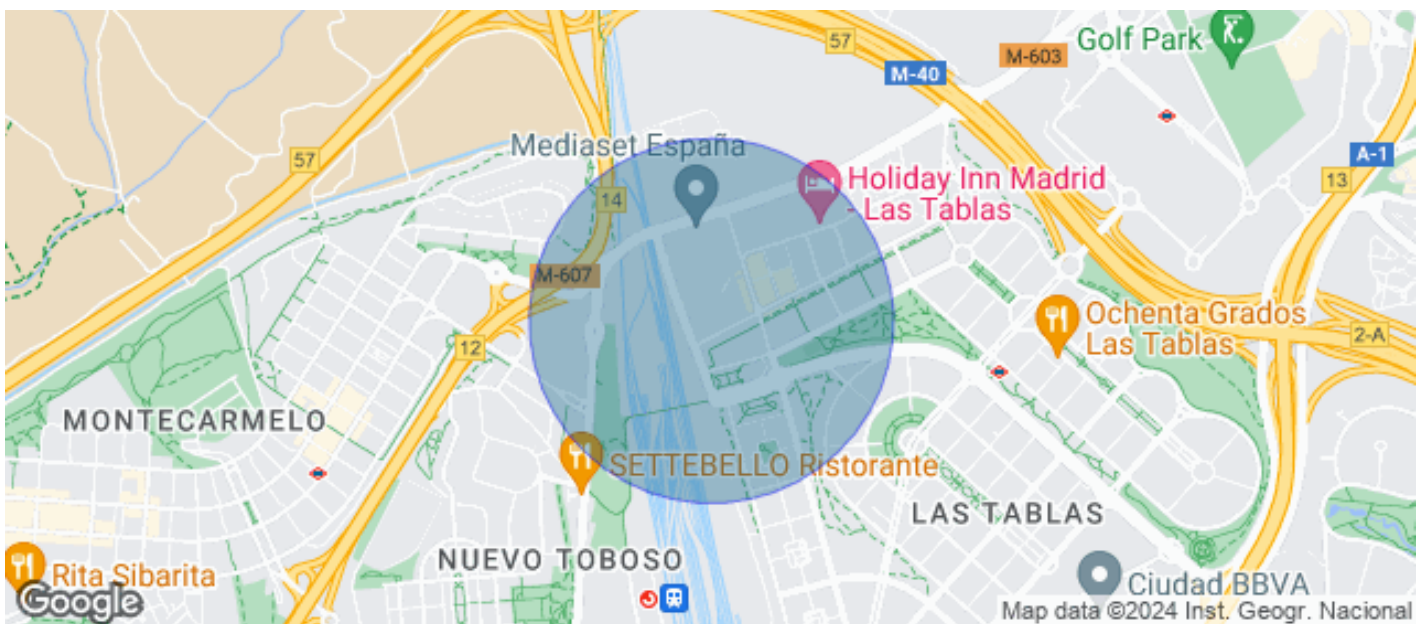 57
M-603
Golf Park
M-40
Mediaset España
57
A-1
13
14
Holiday Inn Madrid
- Las Tablas
M-607
Ochenta Grados
Las Tablas
2-A
12
MONTECARMELO
SETTEBELLO Ristorante
LAS TABLAS
NUEVO TOBOSO
Rita Sibarita
Ciudad BBVA
Google
Map data ©2024 Inst. Geogr. Nacional